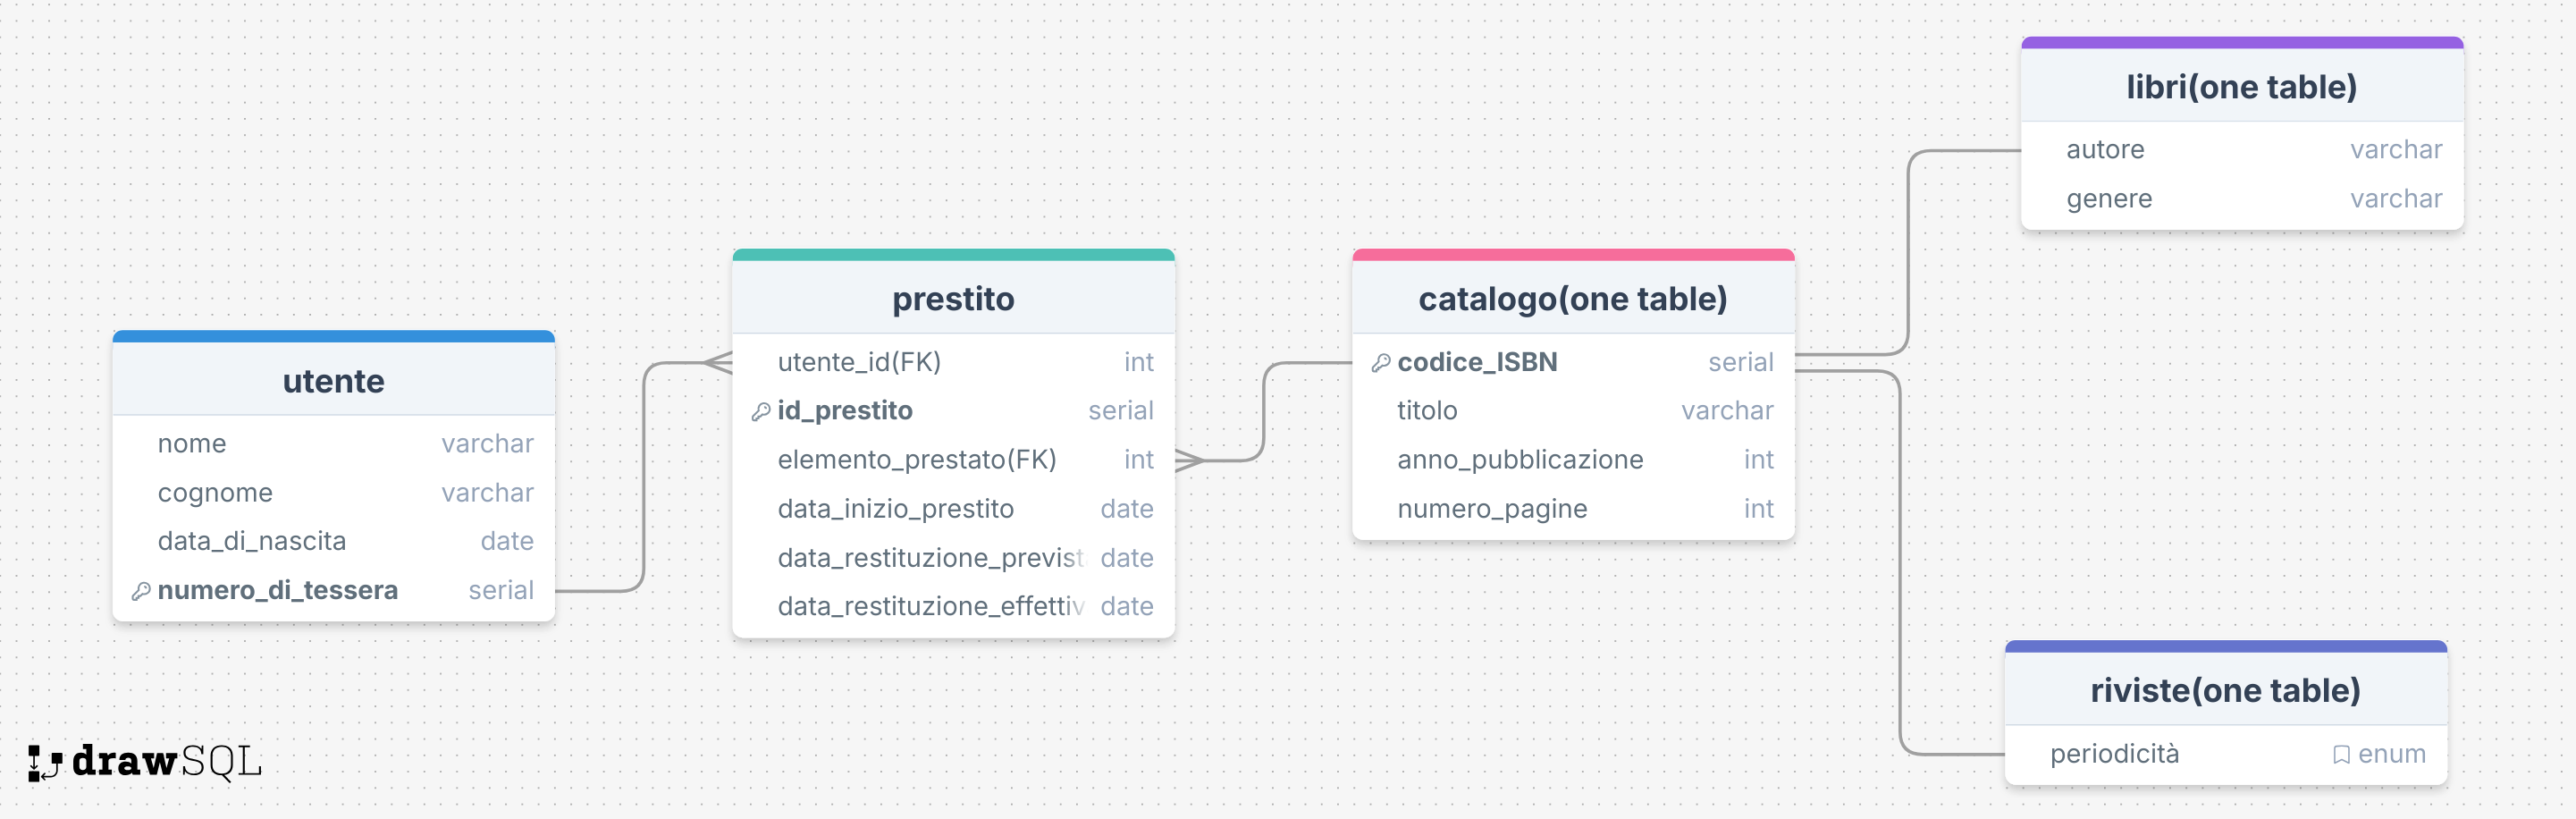 utente
nome varchar
cognome varchar
data_di_nascita date
numero_di_tessera serial
prestito
utente_id(FK) int
id_prestito serial
elemento_prestato(FK) int
data_inizio_prestito date
data_restituzione_previst date
data_restituzione_effettiv date
catalogo(one table)
codice_ISBN serial
titolo varchar
anno_pubblicazione int
numero_pagine int
libri(one table)
autore varchar
genere varchar
riviste(one table)
periodicità enum
drawSQL